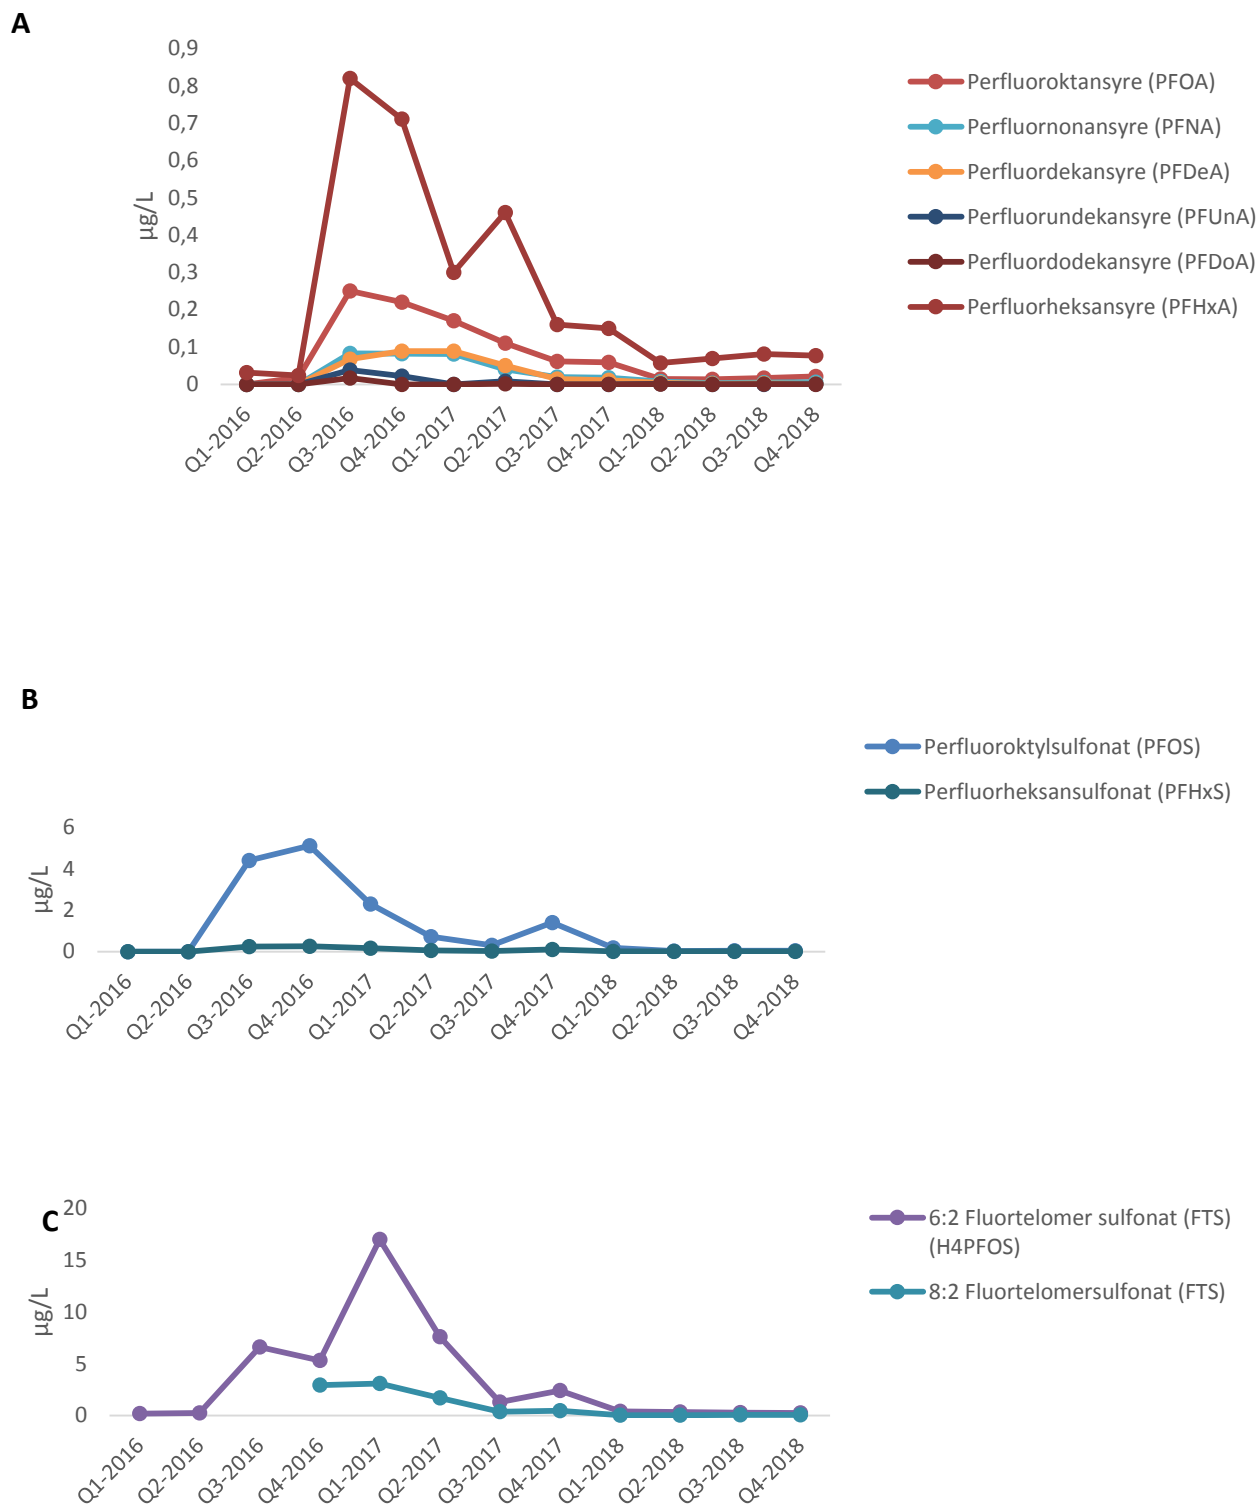 A
0,9
0,8
0,7
0,6
0,5
0,4
0,3
0,2
0,1
0
µg/L
Q1-2016
Q2-2016
Q3-2016
Q4-2016
Q1-2017
Q2-2017
Q3-2017
Q4-2017
Q1-2018
Q2-2018
Q3-2018
Q4-2018
Perfluoroktansyre (PFOA)
Perfluornonansyre (PFNA)
Perfluordekansyre (PFDeA)
Perfluorundekansyre (PFUnA)
Perfluordodekansyre (PFDoA)
Perfluorheksansyre (PFHxA)
B
Perfluoroktylsulfonat (PFOS)
Perfluorheksansulfonat (PFHxS)
6
4
2
0
µg/L
Q1-2016
Q2-2016
Q3-2016
Q4-2016
Q1-2017
Q2-2017
Q3-2017
Q4-2017
Q1-2018
Q2-2018
Q3-2018
Q4-2018
C
20
15
10
5
0
µg/L
Q1-2016
Q2-2016
Q3-2016
Q4-2016
Q1-2017
Q2-2017
Q3-2017
Q4-2017
Q1-2018
Q2-2018
Q3-2018
Q4-2018
6:2 Fluortelomer sulfonat (FTS)
(H4PFOS)
8:2 Fluortelomersulfonat (FTS)